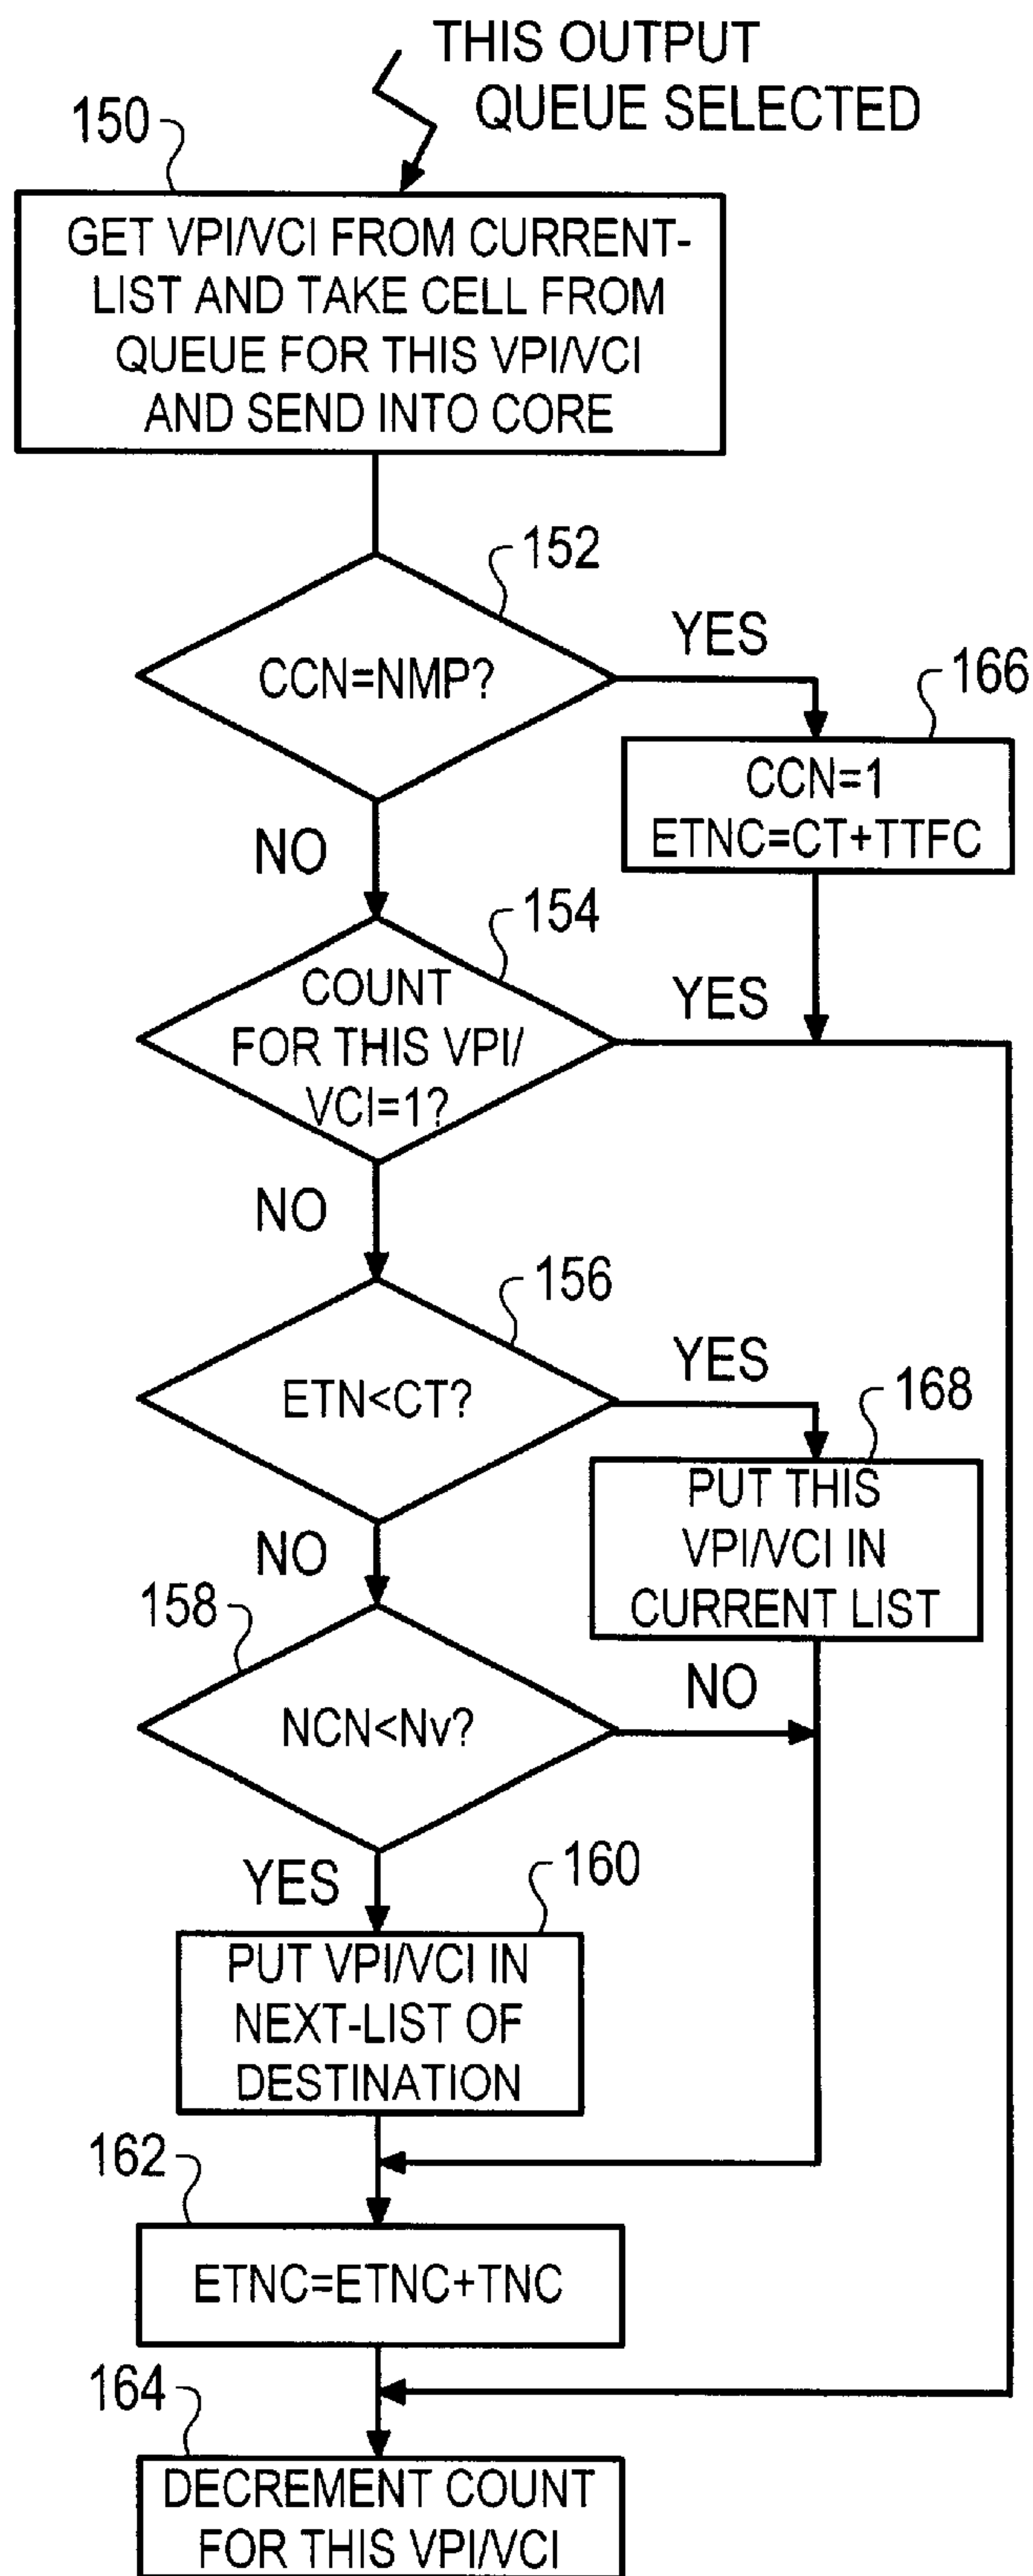 THIS OUTPUT
QUEUE SELECTED
150
GET VPI/VCI FROM CURRENT-
LIST AND TAKE CELL FROM
QUEUE FOR THIS VPI/VCI
AND SEND INTO CORE
152
CCN=NMP?
YES
166
CCN=1
ETNC=CT+TTFC
NO
154
COUNT
FOR THIS VPI/
VCI=1?
YES
NO
156
ETN<CT?
YES
168
PUT THIS
VPI/VCI IN
CURRENT LIST
NO
158
NCN<Nv?
NO
YES
160
PUT VPI/VCI IN
NEXT-LIST OF
DESTINATION
162
ETNC=ETNC+TNC
164
DECREMENT COUNT
FOR THIS VPI/VCI